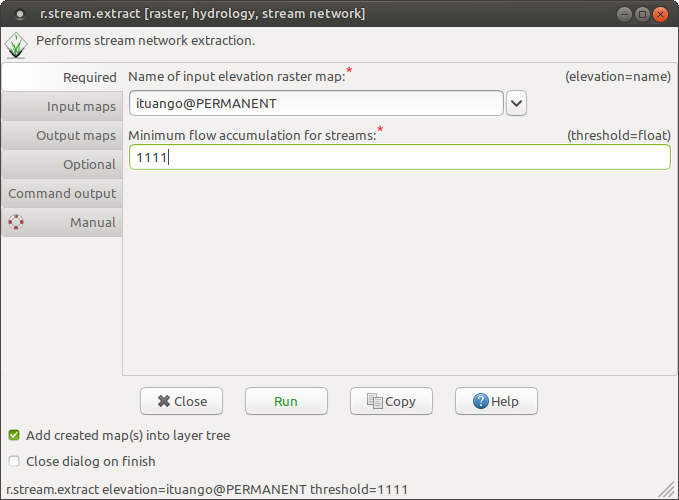 r.stream.extract [raster, hydrology, stream network]
Performs stream network extraction.
Required
Input maps
Output maps
Optional
Command output
Manual
Name of input elevation raster map:* (elevation=name)
ituango@PERMANENT
Minimum flow accumulation for streams:* (threshold=float)
1111
Close Run Copy Help
Add created map(s) into layer tree
Close dialog on finish
r.stream.extract elevation=ituango@PERMANENT threshold=1111